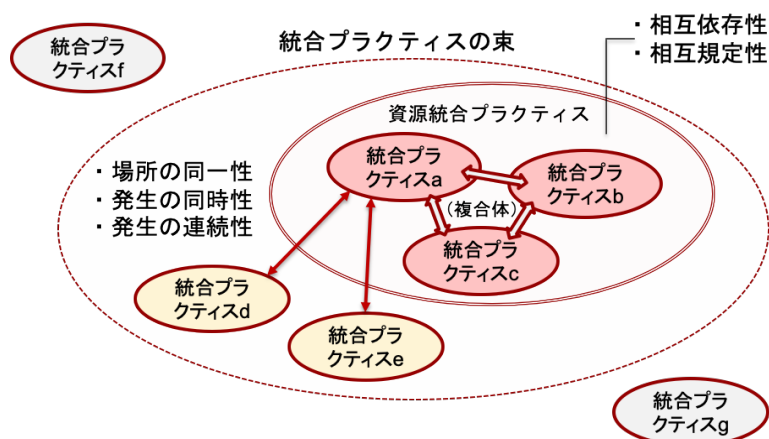 統合プラ
クティスf
統合プラクティスの束
・相互依存性
・相互規定性
資源統合プラクティス
・場所の同一性
・発生の同時性
・発生の連続性
統合プラ
クティスa
統合プラ
クティスb
（複合体）
統合プラ
クティスc
統合プラ
クティスd
統合プラ
クティスe
統合プラ
クティスg